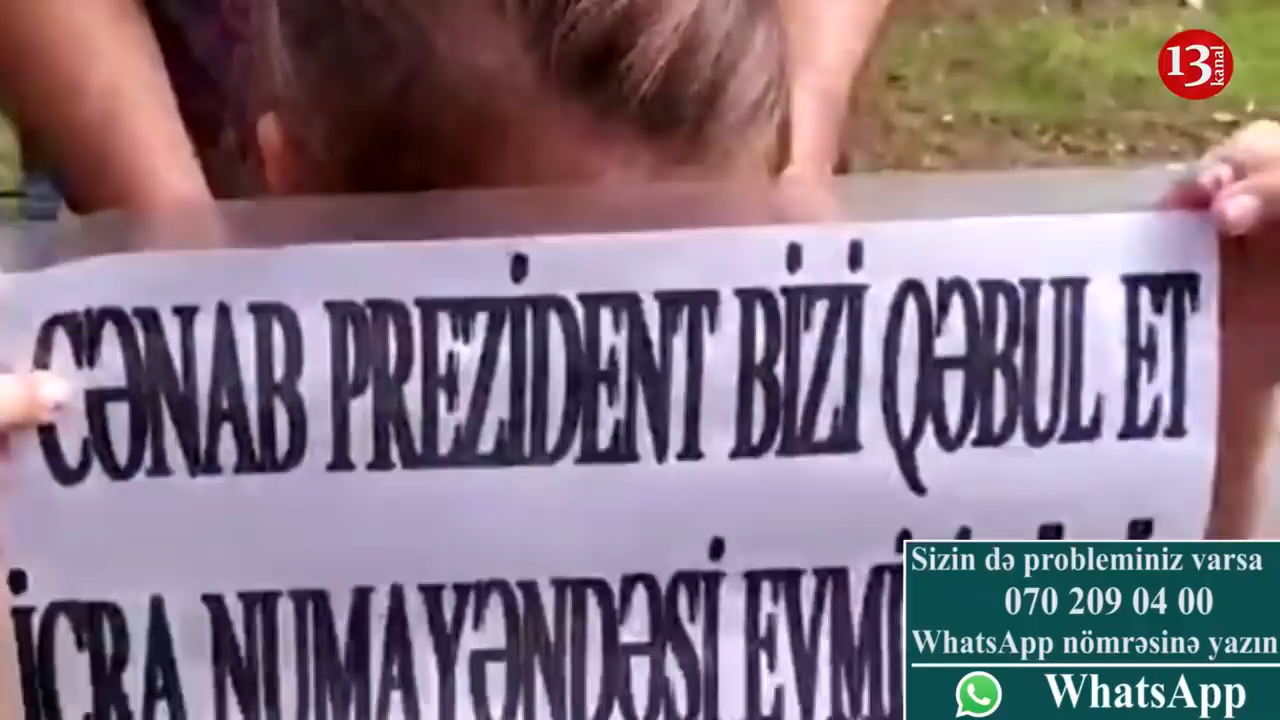 13 kanal
CƏNAB PREZİDENT BİZİ QƏBUL ET
İCRA NUMAYƏNDƏSİ
Sizin də probleminiz varsa
070 209 04 00
WhatsApp nömrəsinə yazın
WhatsApp